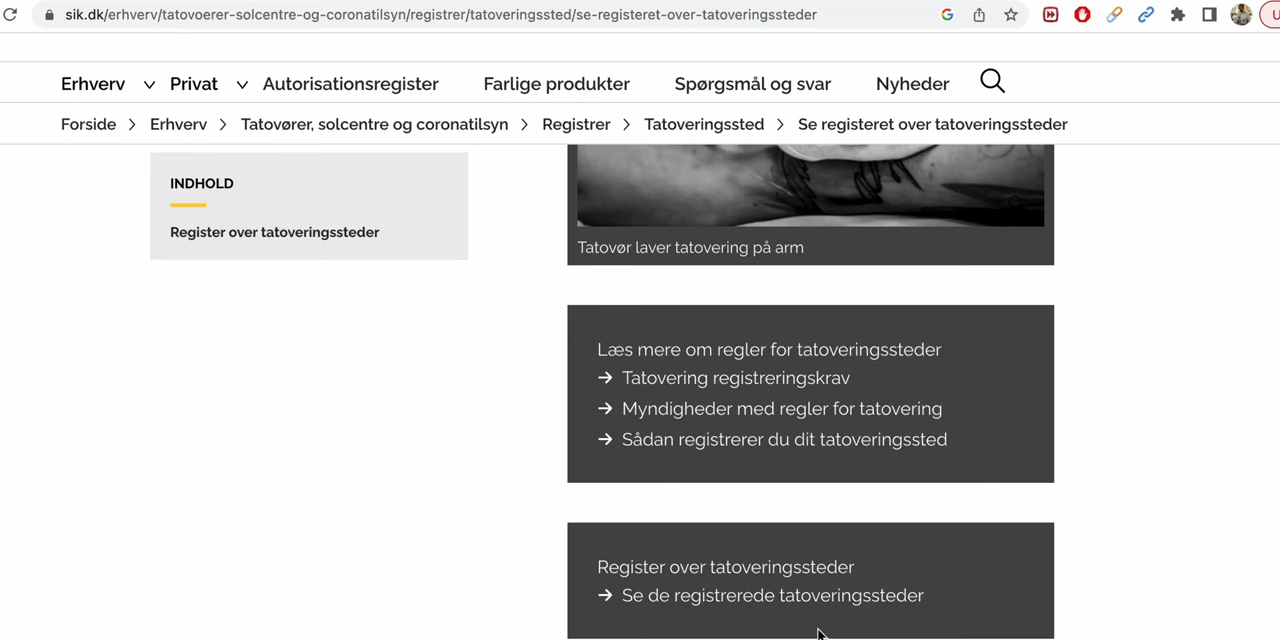 sik.dk/erhverv/tatovoerer-solcentre-og-coronatilsyn/registrer/tatoveringssted/se-registeret-over-tatoveringssteder
Erhverv Privat Autorisationsregister Farlige produkter Spørgsmål og svar Nyheder
Forside > Erhverv > Tatovører, solcentre og coronatilsyn > Registrer > Tatoveringssted > Se registeret over tatoveringssteder
INDHOLD
Register over tatoveringssteder
Tatovør laver tatovering på arm
Læs mere om regler for tatoveringssteder
→ Tatovering registreringskrav
→ Myndigheder med regler for tatovering
→ Sådan registrerer du dit tatoveringssted
Register over tatoveringssteder
→ Se de registrerede tatoveringssteder